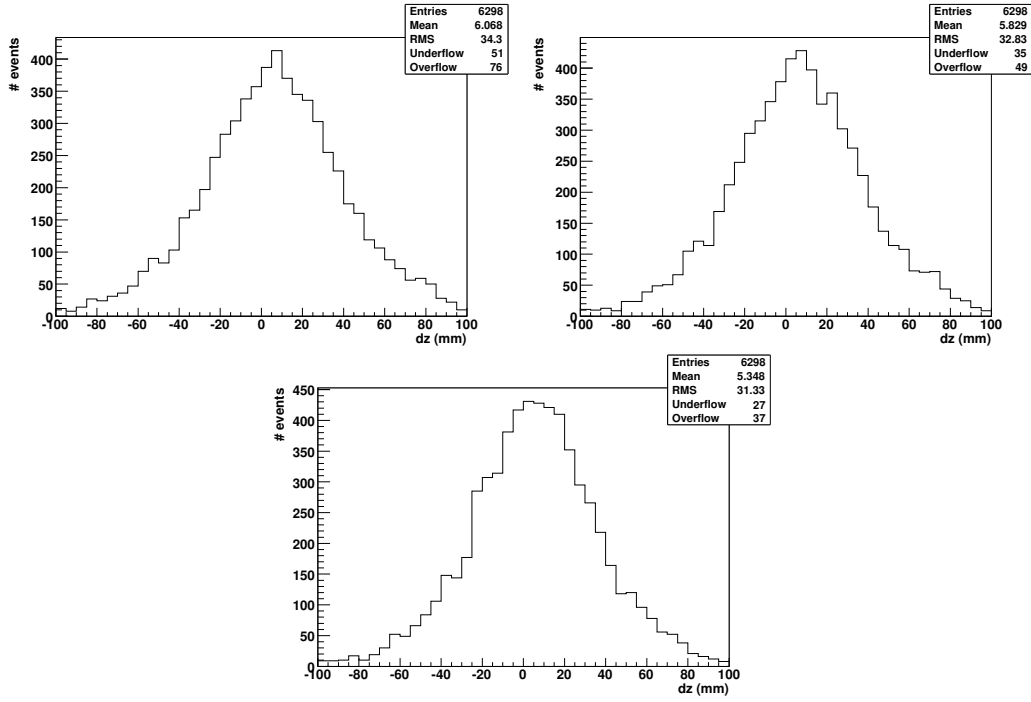 Entries 6298
Mean 6.068
RMS 34.3
Underflow 51
Overflow 76
# events
400
350
300
250
200
150
100
50
0
-100 -80 -60 -40 -20 0 20 40 60 80 100
dz (mm)
Entries 6298
Mean 5.829
RMS 32.83
Underflow 35
Overflow 49
# events
400
350
300
250
200
150
100
50
0
-100 -80 -60 -40 -20 0 20 40 60 80 100
dz (mm)
Entries 6298
Mean 5.348
RMS 31.33
Underflow 27
Overflow 37
# events
450
400
350
300
250
200
150
100
50
0
-100 -80 -60 -40 -20 0 20 40 60 80 100
dz (mm)